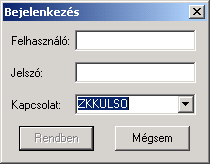 Bejelenkezés
Felhasználó:
Jelszó:
Kapcsolat: ZKKULSO
Rendben Mégsem